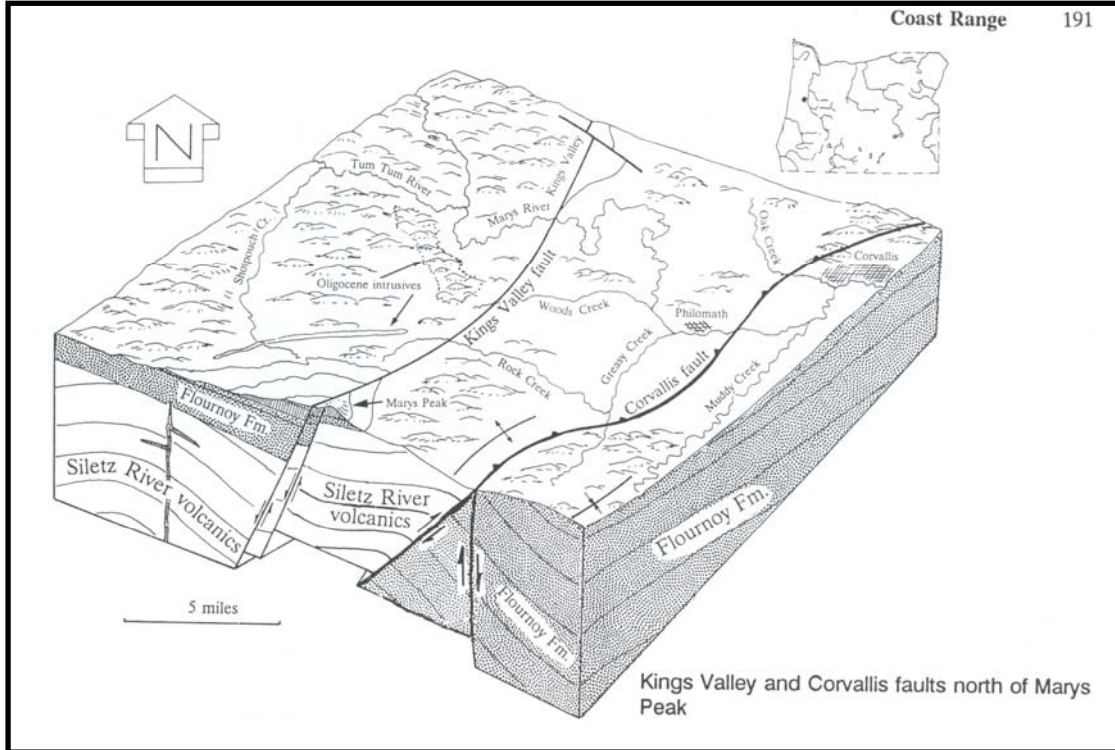 Coast Range 191
N
Kings Valley
Tum Tum River
Marys River
Shotpouch Cr.
Oak Creek
Corvallis
Oligocene intrusives
Kings Valley fault
Woods Creek
Philomath
Greasy Creek
Rock Creek
Corvallis fault
Muddy Creek
Marys Peak
Flournoy Fm.
Siletz River
volcanics
Siletz River
volcanics
Flournoy Fm.
Flournoy Fm.
5 miles
Kings Valley and Corvallis faults north of Marys
Peak